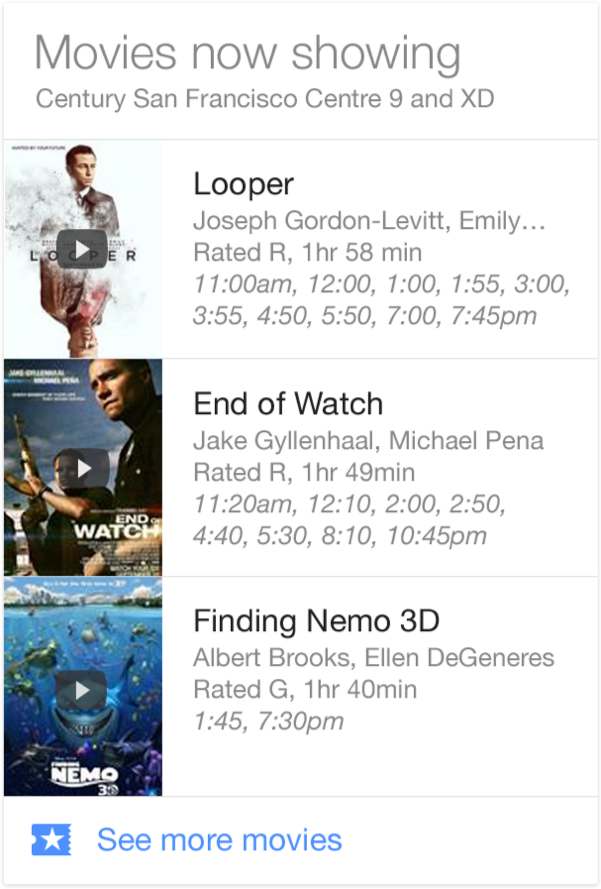 Movies now showing
Century San Francisco Centre 9 and XD
HUNTED BY YOUR FUTURE
LOOPER
Looper
Joseph Gordon-Levitt, Emily…
Rated R, 1hr 58 min
11:00am, 12:00, 1:00, 1:55, 3:00,
3:55, 4:50, 5:50, 7:00, 7:45pm
JAKE GYLLENHAAL
MICHAEL PEÑA
END OF
WATCH
End of Watch
Jake Gyllenhaal, Michael Pena
Rated R, 1hr 49min
11:20am, 12:10, 2:00, 2:50,
4:40, 5:30, 8:10, 10:45pm
FINDING
NEMO
3D
Finding Nemo 3D
Albert Brooks, Ellen DeGeneres
Rated G, 1hr 40min
1:45, 7:30pm
See more movies